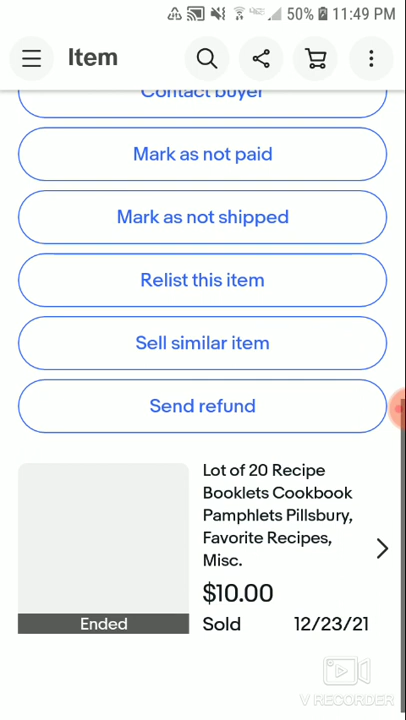 50% 11:49 PM
Item
Contact buyer
Mark as not paid
Mark as not shipped
Relist this item
Sell similar item
Send refund
Lot of 20 Recipe
Booklets Cookbook
Pamphlets Pillsbury,
Favorite Recipes,
Misc.
$10.00
Ended
Sold 12/23/21
V RECORDER